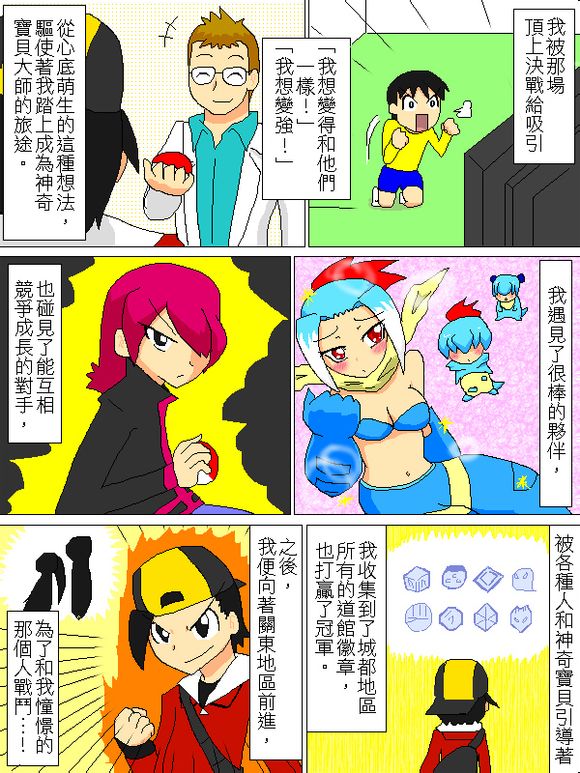 我被那場
頂上決戰給吸引
「我想變得和他們
一樣！」
「我想變強！」
從心底萌生的這種想法，
驅使著我踏上成為神奇
寶貝大師的旅途。
我遇見了很棒的夥伴，
也碰見了能互相
競爭成長的對手，
被各種人和神奇寶貝引導著
我收集到了城都地區
所有的道館徽章，
也打贏了冠軍。
之後，
我便向著關東地區前進，
為了和我憧憬的
那個人戰鬥…！